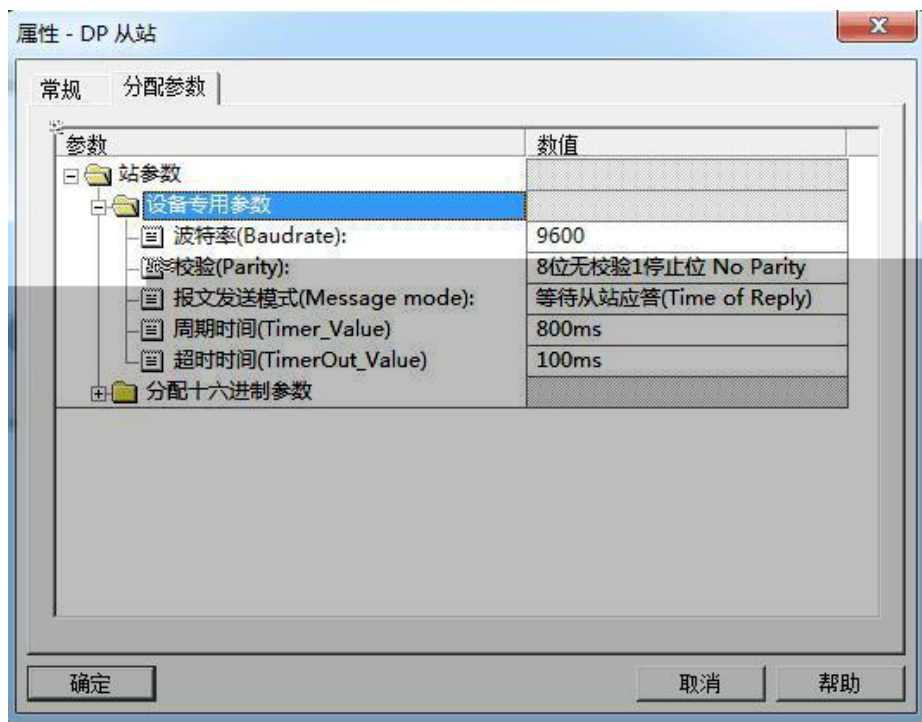 属性 - DP 从站
常规 分配参数
参数 数值
站参数
设备专用参数
波特率(Baudrate): 9600
校验(Parity): 8位无校验1停止位 No Parity
报文发送模式(Message mode): 等待从站应答(Time of Reply)
周期时间(Timer_Value) 800ms
超时时间(TimerOut_Value) 100ms
分配十六进制参数
确定 取消 帮助